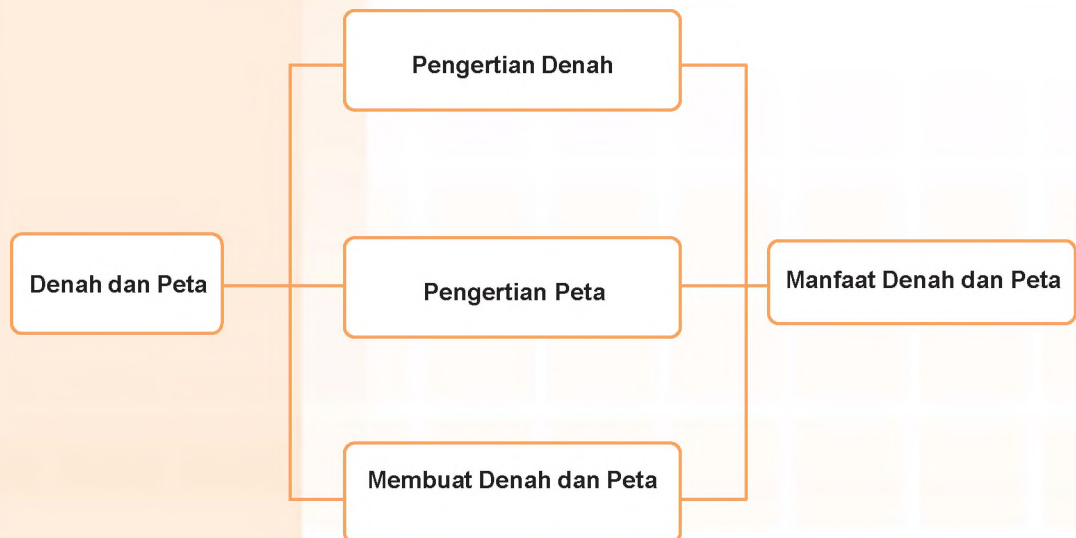 Pengertian Denah
Denah dan Peta
Pengertian Peta
Manfaat Denah dan Peta
Membuat Denah dan Peta